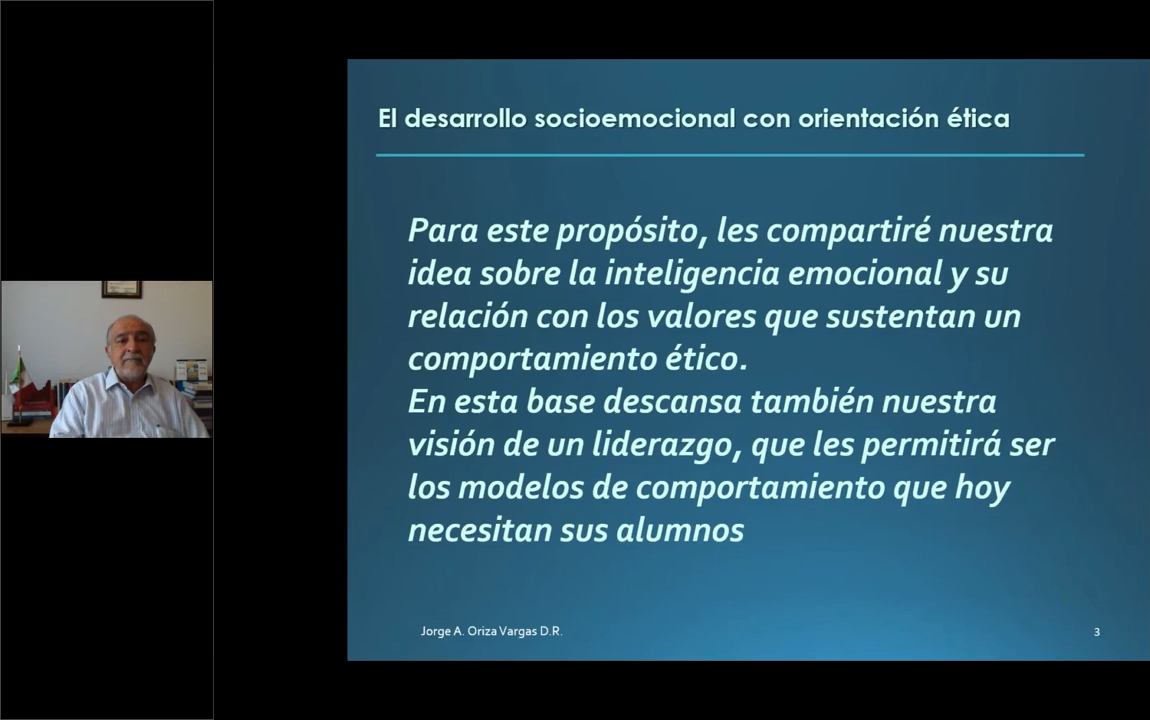 El desarrollo socioemocional con orientación ética
Para este propósito, les compartiré nuestra
idea sobre la inteligencia emocional y su
relación con los valores que sustentan un
comportamiento ético.
En esta base descansa también nuestra
visión de un liderazgo, que les permitirá ser
los modelos de comportamiento que hoy
necesitan sus alumnos
Jorge A. Oriza Vargas D.R.
3